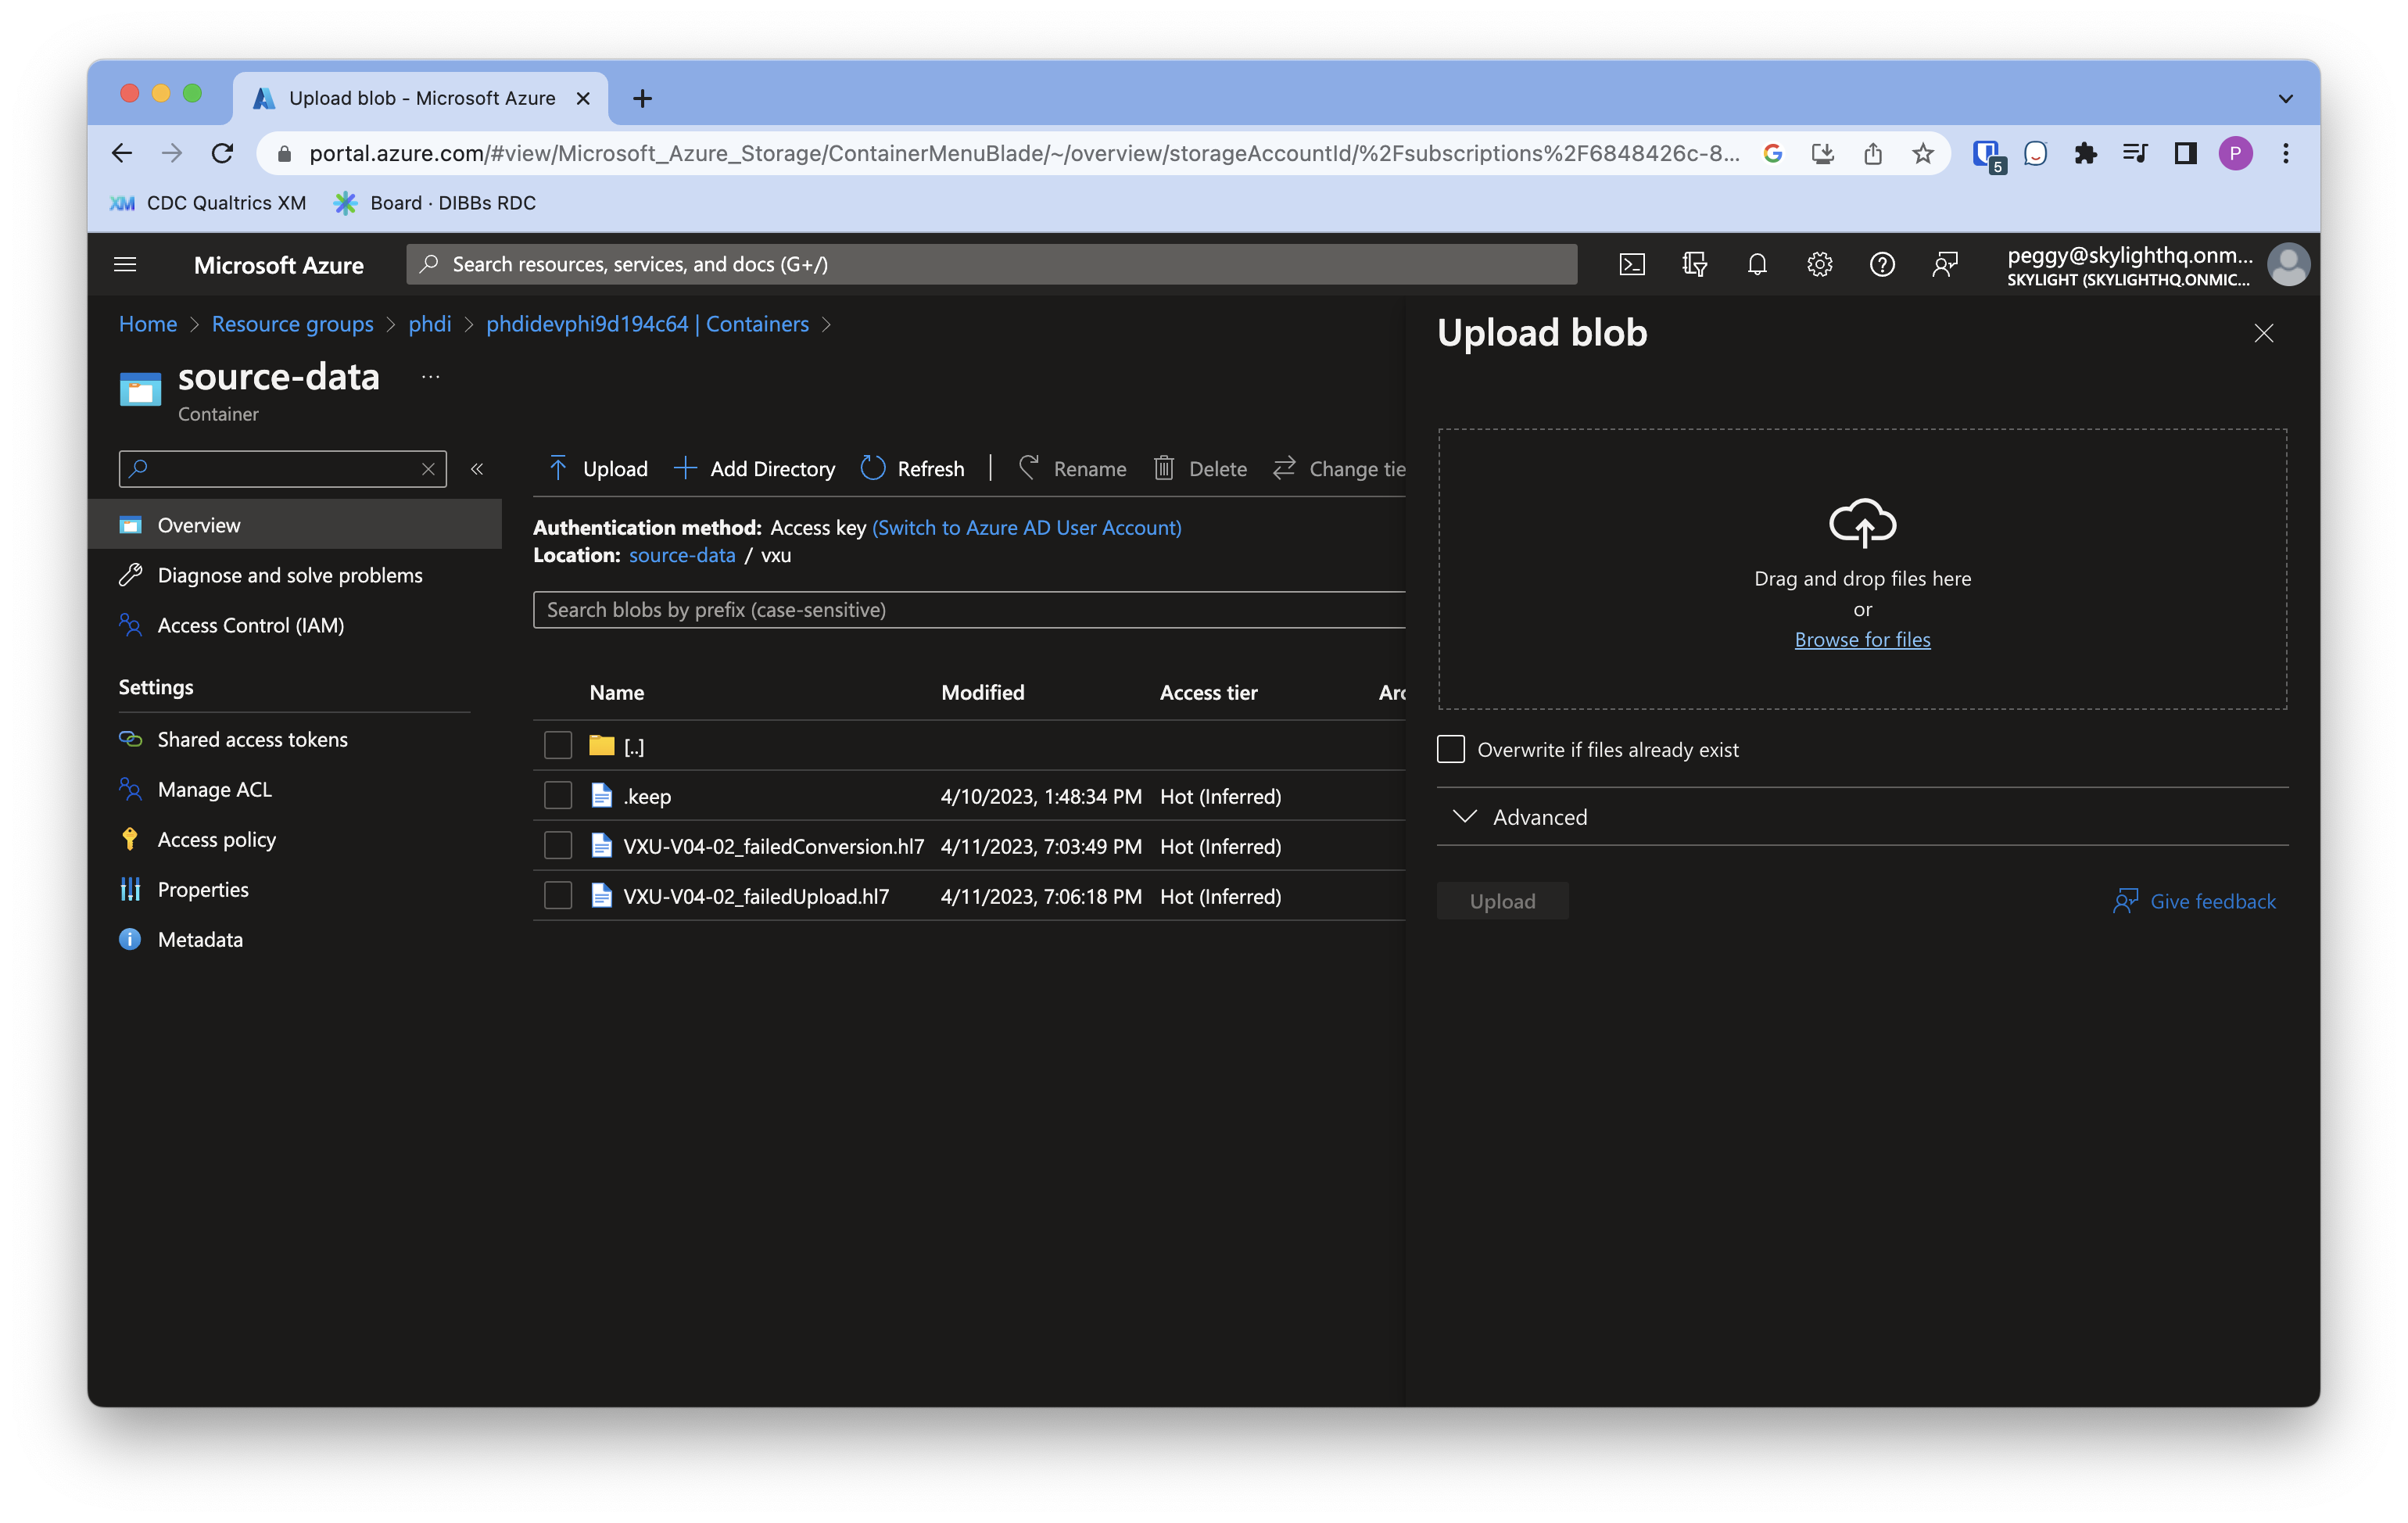 Upload blob - Microsoft Azure
portal.azure.com/#view/Microsoft_Azure_Storage/ContainerMenuBlade/~/overview/storageAccountId/%2Fsubscriptions%2F6848426c-8...
5
P
CDC Qualtrics XM
Board · DIBBs RDC
Microsoft Azure
Search resources, services, and docs (G+/)
peggy@skylighthq.onm...
SKYLIGHT (SKYLIGHTHQ.ONMIC...
Home > Resource groups > phdi > phdidevphi9d194c64 | Containers >
source-data ...
Container
Overview
Diagnose and solve problems
Access Control (IAM)
Settings
Shared access tokens
Manage ACL
Access policy
Properties
Metadata
Upload Add Directory Refresh | Rename Delete Change tie
Authentication method: Access key (Switch to Azure AD User Account)
Location: source-data / vxu
Search blobs by prefix (case-sensitive)
Name Modified Access tier Arc
[..]
.keep 4/10/2023, 1:48:34 PM Hot (Inferred)
VXU-V04-02_failedConversion.hl7 4/11/2023, 7:03:49 PM Hot (Inferred)
VXU-V04-02_failedUpload.hl7 4/11/2023, 7:06:18 PM Hot (Inferred)
Upload blob
Drag and drop files here
or
Browse for files
Overwrite if files already exist
Advanced
Upload
Give feedback